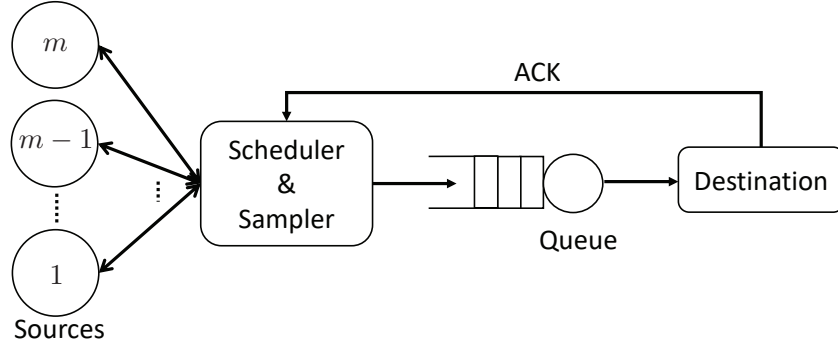 m
ACK
m − 1
Scheduler
&
Sampler
Destination
Queue
1
Sources